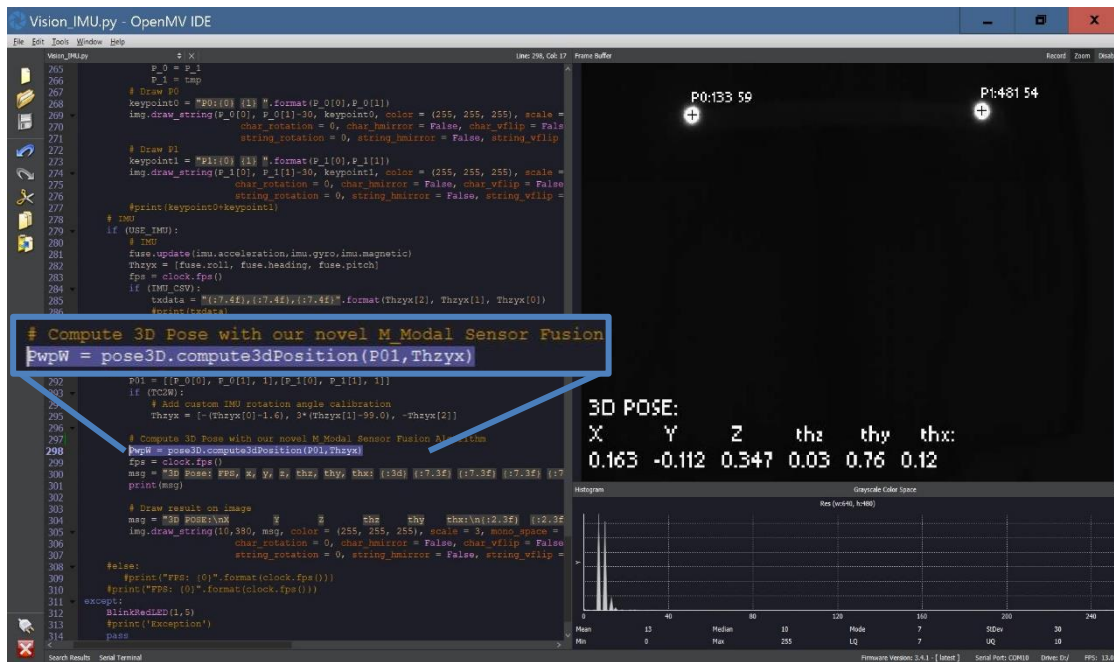 Vision_IMU.py - OpenMV IDE
File Edit Tools Window Help
Vision_IMU.py
Line: 298, Col: 17
Frame Buffer
Record Zoom
265 P_0 = P_1
266 P_1 = tmp
267 # Draw P0
268 keypoint0 = "P0:{0} {1} ".format(P_0[0],P_0[1])
269 img.draw_string(P_0[0], P_0[1]-30, keypoint0, color = (255, 255, 255), scale =
270 char_rotation = 0, char_hmirror = False, char_vflip = Fals
271 string_rotation = 0, string_hmirror = False, string_vflip
272 # Draw P1
273 keypoint1 = "P1:{0} {1} ".format(P_1[0],P_1[1])
274 img.draw_string(P_1[0], P_1[1]-30, keypoint1, color = (255, 255, 255), scale =
275 char_rotation = 0, char_hmirror = False, char_vflip = False
276 string_rotation = 0, string_hmirror = False, string_vflip =
277 #print(keypoint0+keypoint1)
278 # IMU
279 if (USE_IMU):
280 # IMU
281 fuse.update(imu.acceleration,imu.gyro,imu.magnetic)
282 Thzyx = [fuse.roll, fuse.heading, fuse.pitch]
283 fps = clock.fps()
284 if (IMU_CSV):
285 txdata = "{:7.4f},{:7.4f},{:7.4f}".format(Thzyx[2], Thzyx[1], Thzyx[0])
286 #print(txdata)
# Compute 3D Pose with our novel M_Modal Sensor Fusion
PwpW = pose3D.compute3dPosition(P01,Thzyx)
292 P01 = [[P_0[0], P_0[1], 1],[P_1[0], P_1[1], 1]]
293 if (TC2W):
294 # Add custom IMU rotation angle calibration
295 Thzyx = [-(Thzyx[0]-1.6), 3*(Thzyx[1]-99.0), -Thzyx[2]]
296
297 # Compute 3D Pose with our novel M_Modal Sensor Fusion Algorithm
298 PwpW = pose3D.compute3dPosition(P01,Thzyx)
299 fps = clock.fps()
300 msg = "3D Pose: FPS, x, y, z, thz, thy, thx: {:3d} {:7.3f} {:7.3f} {:7.3f} {:7
301 print(msg)
302
303 # Draw result on image
304 msg = "3D POSE:\nX Y Z thz thy thx:\n{:2.3f} {:2.3f
305 img.draw_string(10,380, msg, color = (255, 255, 255), scale = 3, mono_space =
306 char_rotation = 0, char_hmirror = False, char_vflip = False
307 string_rotation = 0, string_hmirror = False, string_vflip =
308 #else:
309 #print("FPS: {0}".format(clock.fps()))
310 #print("FPS: {0}".format(clock.fps()))
311 except:
312 BlinkRedLED(1,5)
313 #print('Exception')
314 pass
Search Results Serial Terminal
P0:133 59
P1:481 54
3D POSE:
X Y Z thz thy thx:
0.163 -0.112 0.347 0.03 0.76 0.12
Histogram
Grayscale Color Space
Res (w:640, h:480)
0 40 80 120 160 200 240
Mean 13 Median 10 Mode 7 StDev 30
Min 0 Max 255 LQ 7 UQ 10
Firmware Version: 3.4.1 - [ latest ] Serial Port: COM18 Drive: D:/ FPS: 13.